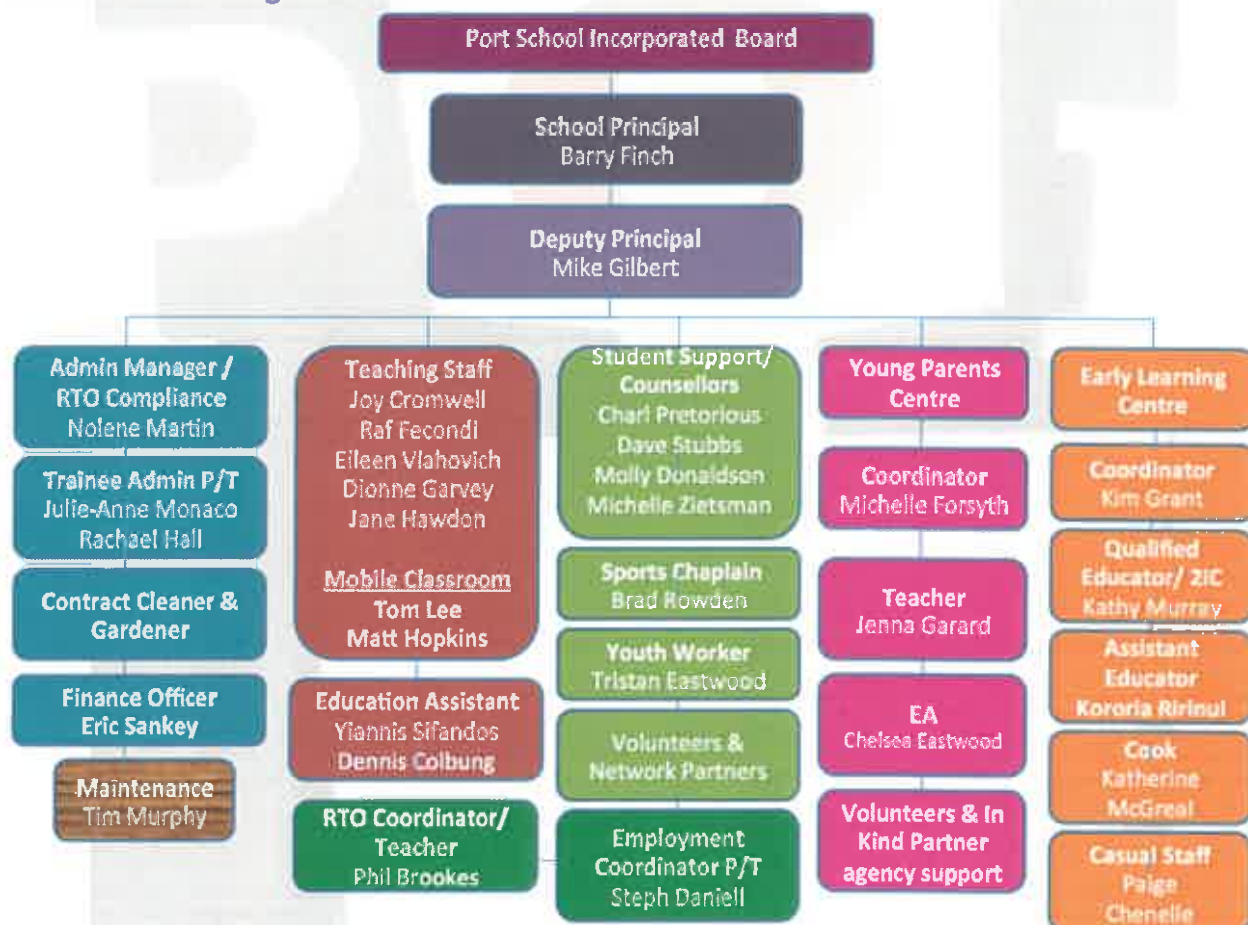 Port School Incorporated Board
School Principal
Barry Finch
Deputy Principal
Mike Gilbert
Admin Manager /
RTO Compliance
Nolene Martin
Trainee Admin P/T
Julie-Anne Monaco
Rachael Hall
Contract Cleaner &
Gardener
Finance Officer
Eric Sankey
Maintenance
Tim Murphy
Teaching Staff
Joy Cromwell
Raf Fecondi
Eileen Vlahovich
Dionne Garvey
Jane Hawdon
Mobile Classroom
Tom Lee
Matt Hopkins
Education Assistant
Yiannis Sifandos
Dennis Colbung
RTO Coordinator/
Teacher
Phil Brookes
Student Support/
Counsellors
Charl Pretorious
Dave Stubbs
Molly Donaldson
Michelle Zietsman
Sports Chaplain
Brad Rowden
Youth Worker
Tristan Eastwood
Volunteers &
Network Partners
Employment
Coordinator P/T
Steph Daniell
Young Parents
Centre
Coordinator
Michelle Forsyth
Teacher
Jenna Garard
EA
Chelsea Eastwood
Volunteers & In
Kind Partner
agency support
Early Learning
Centre
Coordinator
Kim Grant
Qualified
Educator/ 2IC
Kathy Murray
Assistant
Educator
Kororia Ririnui
Cook
Katherine
McGreal
Casual Staff
Paige
Chenelle